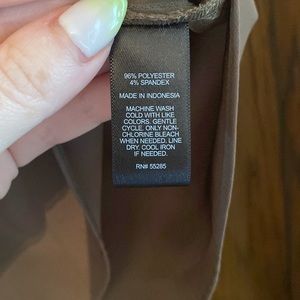 96% POLYESTER
4% SPANDEX
MADE IN INDONESIA
MACHINE WASH
COLD WITH LIKE
COLORS. GENTLE
CYCLE. ONLY NON-
CHLORINE BLEACH
WHEN NEEDED. LINE
DRY. COOL IRON
IF NEEDED.
RN# 55285